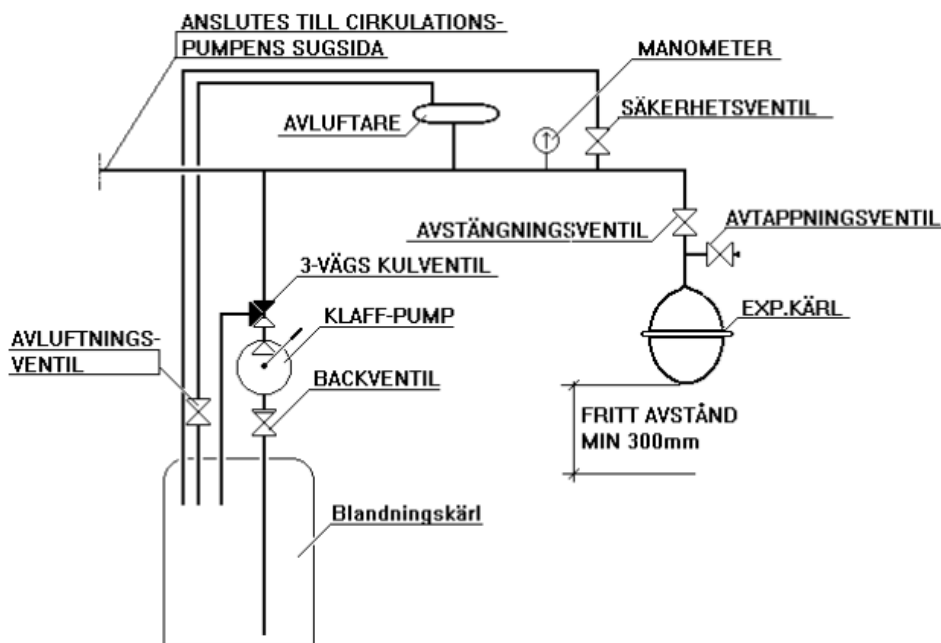 ANSLUTES TILL CIRKULATIONS-
PUMPENS SUGSIDA
MANOMETER
SÄKERHETSVENTIL
AVLUFTARE
AVSTÄNGNINGSVENTIL
AVTAPPNINGSVENTIL
3-VÄGS KULVENTIL
EXP.KÄRL
KLAFF-PUMP
AVLUFTNINGS-
VENTIL
BACKVENTIL
FRITT AVSTÅND
MIN 300mm
Blandningskärl